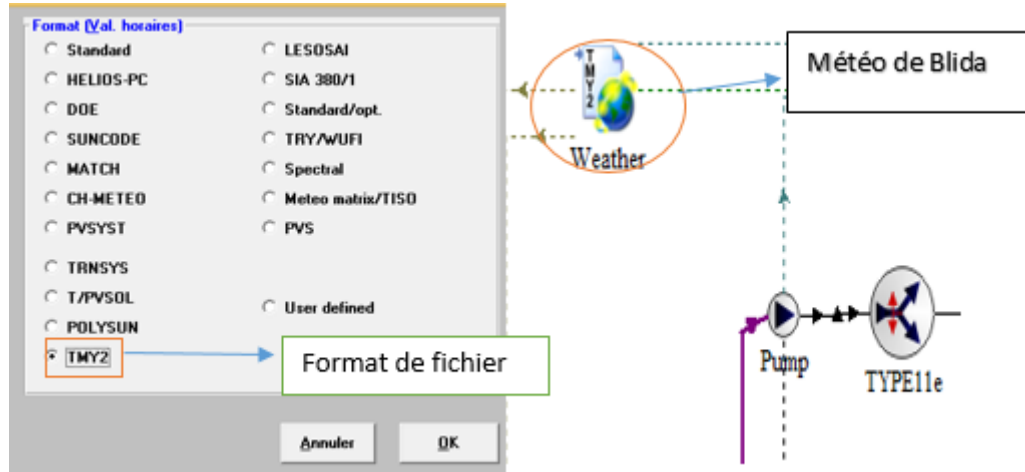 Format (Val. horaires)
Standard
HELIOS-PC
DOE
SUNCODE
MATCH
CH-METEO
PVSYST
TRNSYS
T/PVSOL
POLYSUN
TMY2
LESOSAI
SIA 380/1
Standard/opt.
TRY/WUFI
Spectral
Meteo matrix/TISO
PVS
User defined
Format de fichier
Annuler
OK
TMY2
Weather
Météo de Blida
Pump
TYPE11e